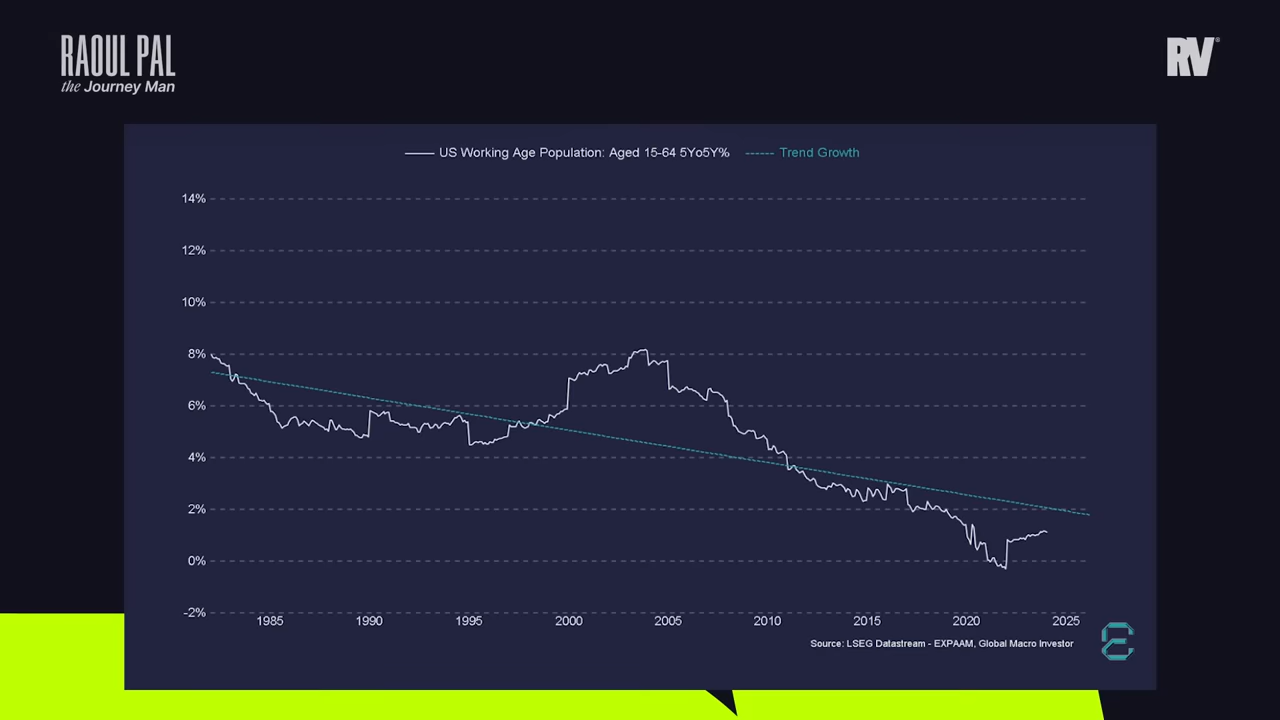 RAOUL PAL
the Journey Man
RV®
US Working Age Population: Aged 15-64 5Yo5Y%
Trend Growth
14%
12%
10%
8%
6%
4%
2%
0%
-2%
1985 1990 1995 2000 2005 2010 2015 2020 2025
Source: LSEG Datastream - EXPAAM, Global Macro Investor